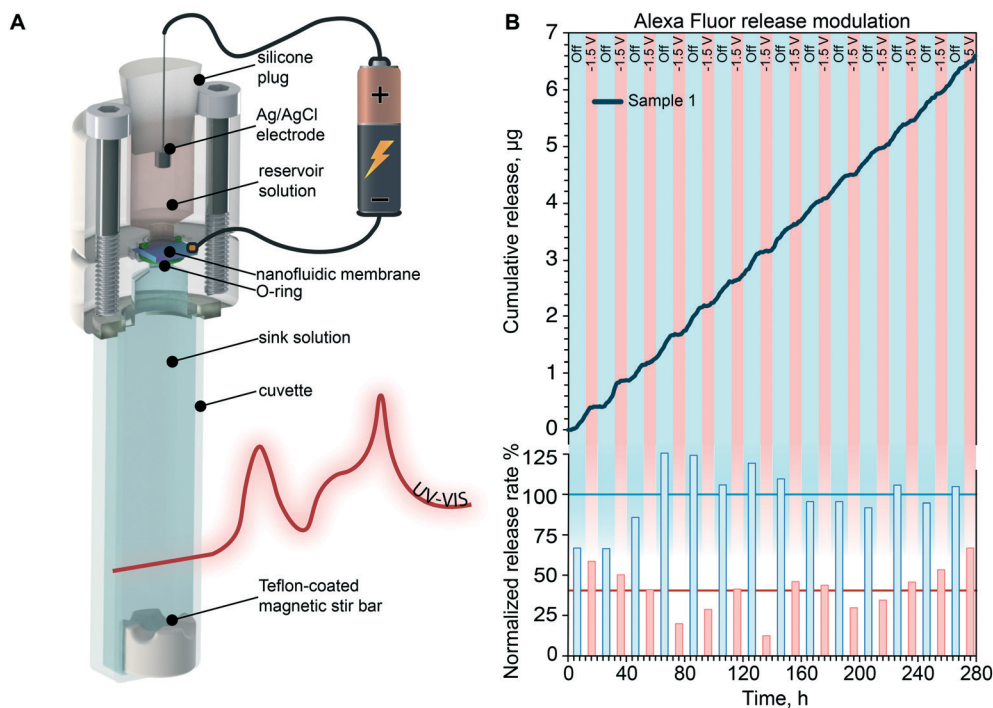 A
silicone
plug
Ag/AgCl
electrode
reservoir
solution
+
−
nanofluidic membrane
O-ring
sink solution
cuvette
UV-VIS
Teflon-coated
magnetic stir bar
B
Alexa Fluor release modulation
Off
-1.5 V
Off
-1.5 V
Off
-1.5 V
Off
-1.5 V
Off
-1.5 V
Off
-1.5 V
Off
-1.5 V
Off
-1.5 V
Off
-1.5 V
Off
-1.5 V
Off
-1.5 V
Off
-1.5 V
Off
-1.5 V
Off
-1.5 V
Sample 1
Cumulative release, µg
7
6
5
4
3
2
1
0
Normalized release rate %
125
100
75
50
25
0
0 40 80 120 160 200 240 280
Time, h